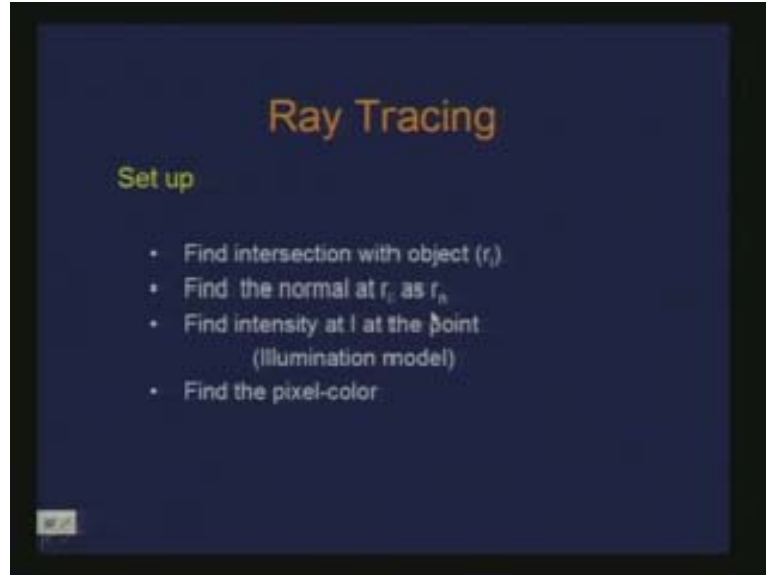 Ray Tracing
Set up
• Find intersection with object (rᵢ)
• Find the normal at rᵢ as rₙ
• Find intensity at I at the point
(Illumination model)
• Find the pixel-color